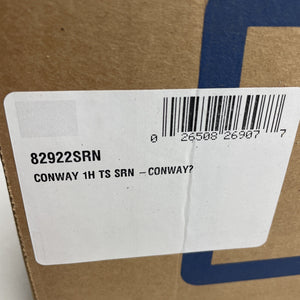 0 26508 26907 7
82922SRN
CONWAY 1H TS SRN – CONWAY?